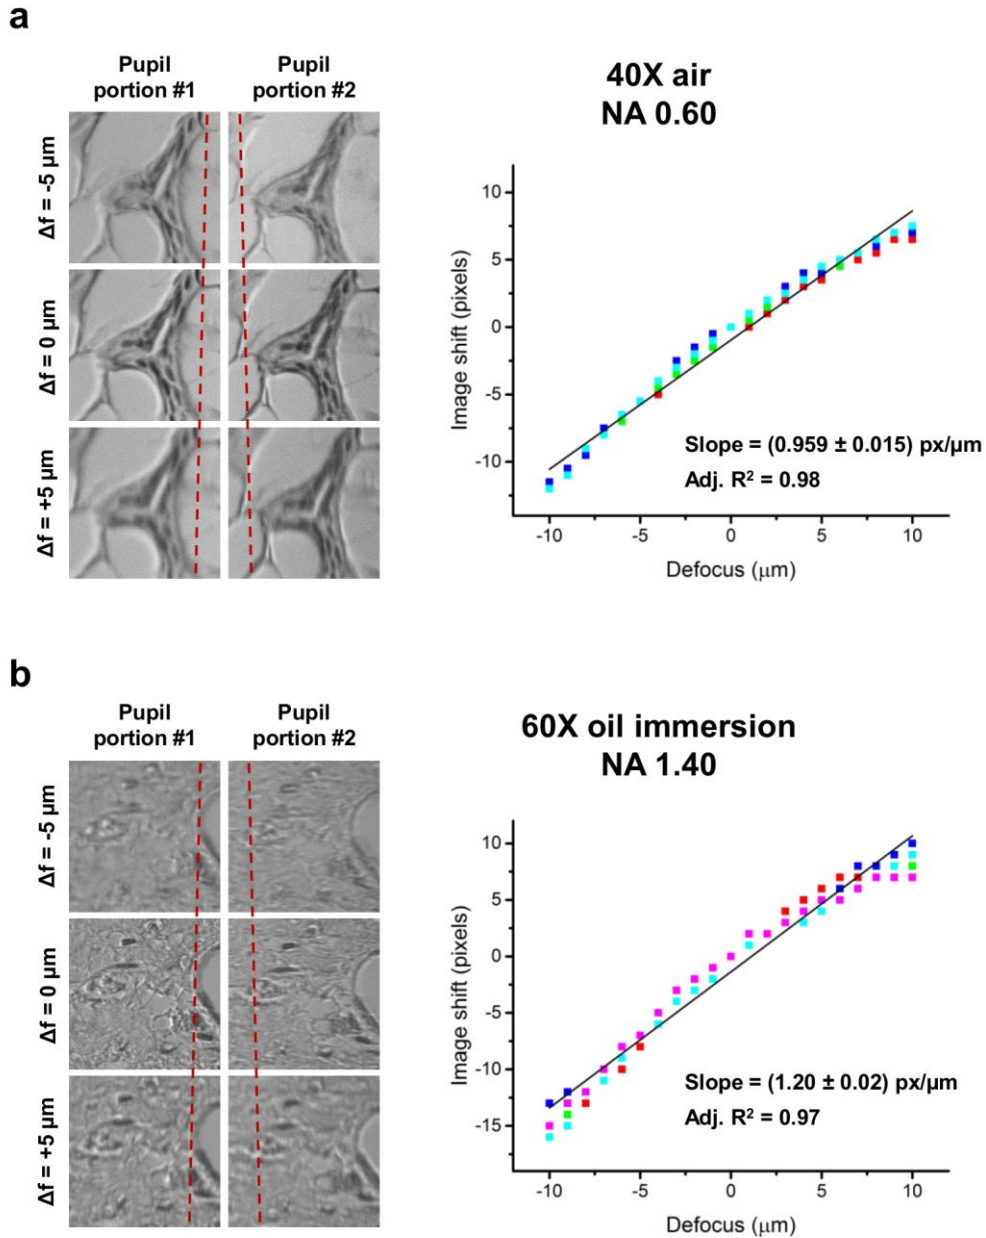 a
Pupil portion #1
Pupil portion #2
Δf = -5 μm
Δf = 0 μm
Δf = +5 μm
40X air
NA 0.60
10
5
0
-5
-10
Image shift (pixels)
Slope = (0.959 ± 0.015) px/μm
Adj. R² = 0.98
-10 -5 0 5 10
Defocus (μm)
b
Pupil portion #1
Pupil portion #2
Δf = -5 μm
Δf = 0 μm
Δf = +5 μm
60X oil immersion
NA 1.40
10
5
0
-5
-10
-15
Image shift (pixels)
Slope = (1.20 ± 0.02) px/μm
Adj. R² = 0.97
-10 -5 0 5 10
Defocus (μm)